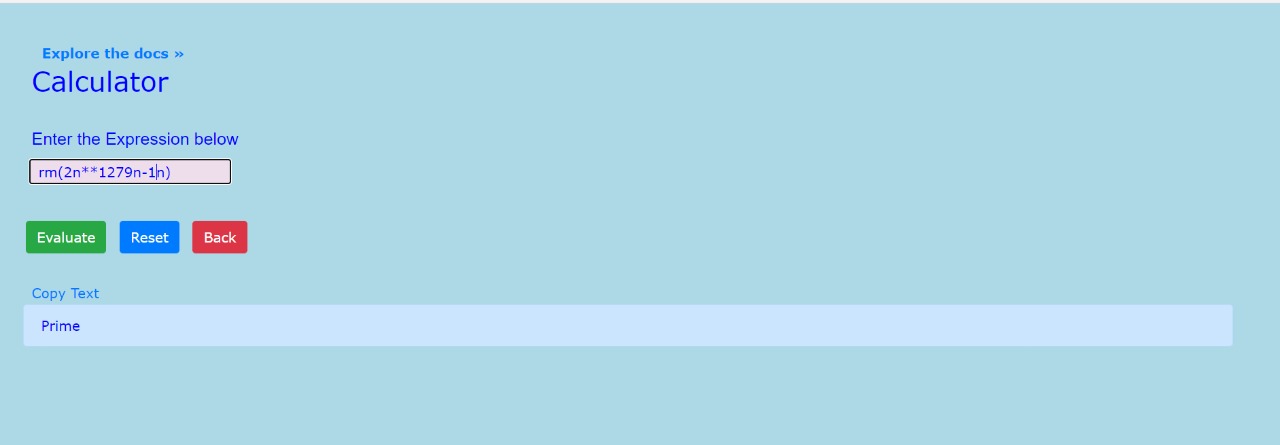 Explore the docs »
Calculator
Enter the Expression below
rm(2n**1279n-1n)
Evaluate Reset Back
Copy Text
Prime